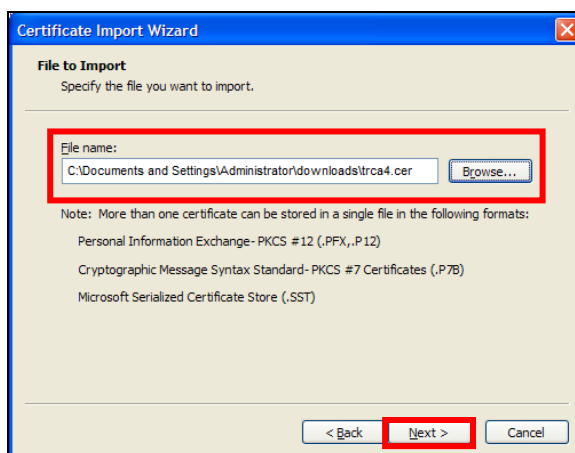 Certificate Import Wizard
File to Import
Specify the file you want to import.
File name:
C:\Documents and Settings\Administrator\downloads\trca4.cer
Browse...
Note: More than one certificate can be stored in a single file in the following formats:
Personal Information Exchange- PKCS #12 (.PFX,.P12)
Cryptographic Message Syntax Standard- PKCS #7 Certificates (.P7B)
Microsoft Serialized Certificate Store (.SST)
< Back
Next >
Cancel